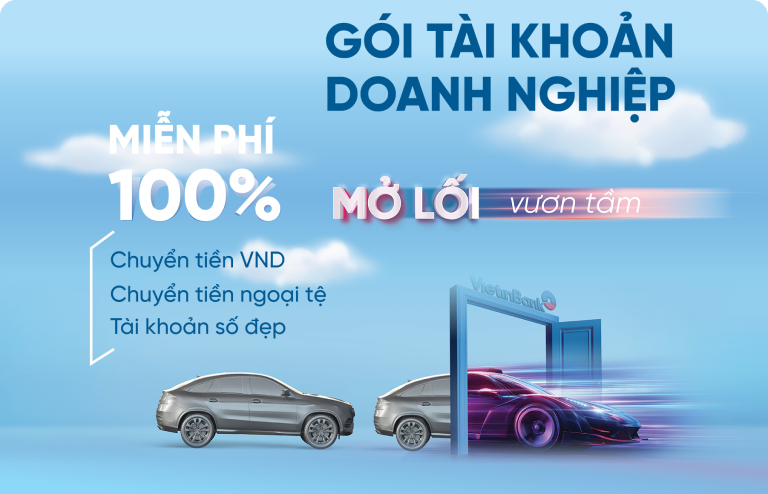 GÓI TÀI KHOẢN
DOANH NGHIỆP
MIỄN PHÍ
100%
MỞ LỐI vươn tầm
Chuyển tiền VND
Chuyển tiền ngoại tệ
Tài khoản số đẹp
VietinBank